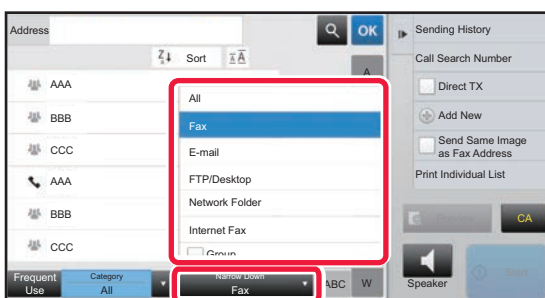 Address
OK
Sort
A
AAA
BBB
CCC
AAA
BBB
CCC
All
Fax
E-mail
FTP/Desktop
Network Folder
Internet Fax
Group
Frequent
Use
Category
All
Narrow Down
Fax
ABC
W
Sending History
Call Search Number
Direct TX
Add New
Send Same Image
as Fax Address
Print Individual List
Preview
CA
Speaker
Start